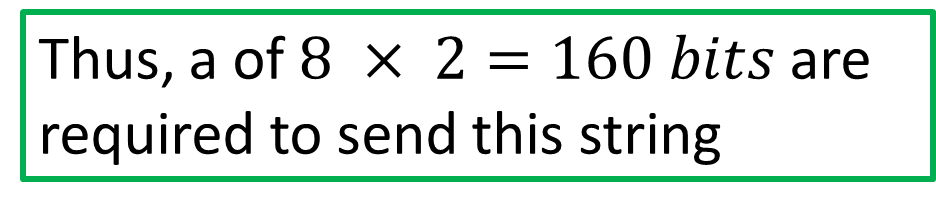 Thus, a of 8 × 2 = 160 bits are
required to send this string